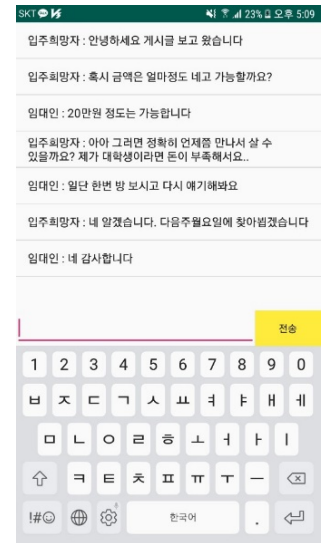 SKT 23% 오후 5:09
입주희망자 : 안녕하세요 게시글 보고 왔습니다
입주희망자 : 혹시 금액은 얼마정도 네고 가능할까요?
임대인 : 20만원 정도는 가능합니다
입주희망자 : 아아 그러면 정확히 언제쯤 만나서 살 수
있을까요? 제가 대학생이라면 돈이 부족해서요..
임대인 : 일단 한번 방 보시고 다시 얘기해봐요
입주희망자 : 네 알겠습니다. 다음주월요일에 찾아뵙겠습니다
임대인 : 네 감사합니다
전송
1 2 3 4 5 6 7 8 9 0
ㅂ ㅈ ㄷ ㄱ ㅅ ㅛ ㅕ ㅑ ㅐ ㅔ
ㅁ ㄴ ㅇ ㄹ ㅎ ㅗ ㅓ ㅏ ㅣ
ㅋ ㅌ ㅊ ㅍ ㅠ ㅜ ㅡ
!#☺ 한국어 .